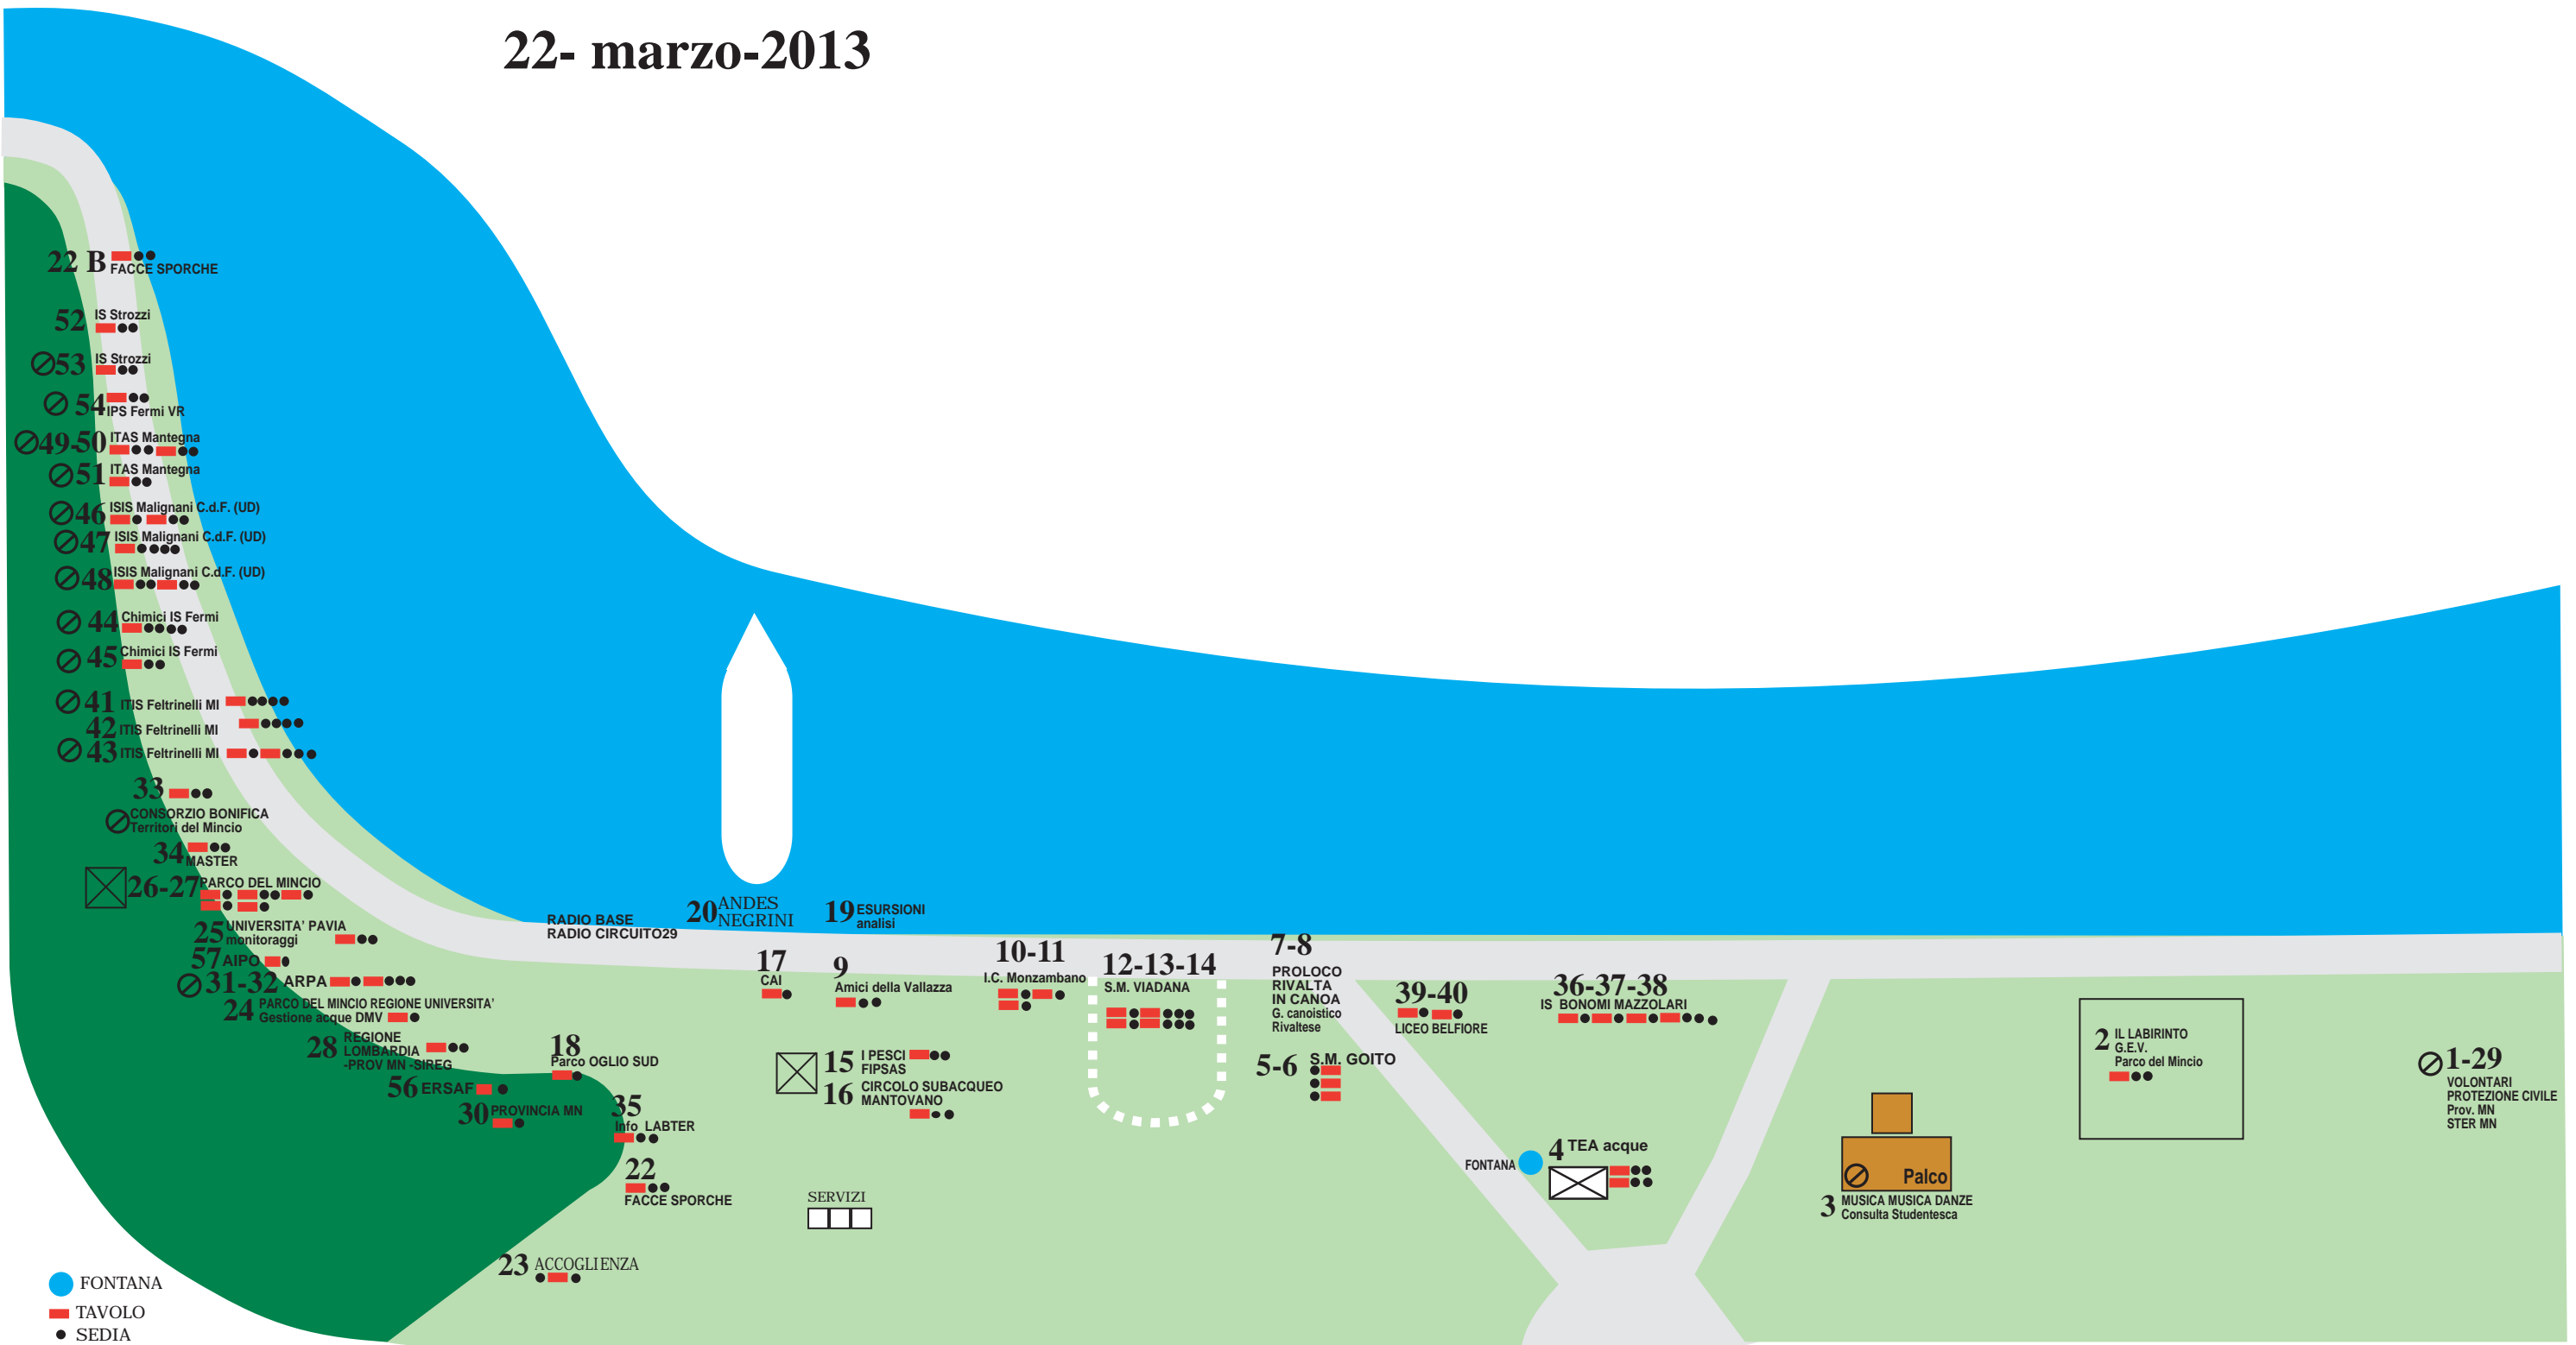 22- marzo-2013
22 B
FACCE SPORCHE
52
IS Strozzi
53
IS Strozzi
54
IPS Fermi VR
49-50
ITAS Mantegna
51
ITAS Mantegna
46
ISIS Malignani C.d.F. (UD)
47
ISIS Malignani C.d.F. (UD)
48
ISIS Malignani C.d.F. (UD)
44
Chimici IS Fermi
45
Chimici IS Fermi
41
ITIS Feltrinelli MI
42
ITIS Feltrinelli MI
43
ITIS Feltrinelli MI
33
CONSORZIO BONIFICA
Territori del Mincio
34
MASTER
26-27
PARCO DEL MINCIO
25
UNIVERSITA' PAVIA
monitoraggi
57
AIPO
31-32
ARPA
24
PARCO DEL MINCIO REGIONE UNIVERSITA'
Gestione acque DMV
28
REGIONE
LOMBARDIA
-PROV MN -SIREG
56
ERSAF
30
PROVINCIA MN
18
Parco OGLIO SUD
35
Info LABTER
22
FACCE SPORCHE
23
ACCOGLIENZA
RADIO BASE
RADIO CIRCUITO29
20
ANDES
NEGRINI
19
ESURSIONI
analisi
17
CAI
9
Amici della Vallazza
15
I PESCI
FIPSAS
16
CIRCOLO SUBACQUEO
MANTOVANO
SERVIZI
10-11
I.C. Monzambano
12-13-14
S.M. VIADANA
7-8
PROLOCO
RIVALTA
IN CANOA
G. canoistico
Rivaltese
5-6
S.M. GOITO
39-40
LICEO BELFIORE
36-37-38
IS BONOMI MAZZOLARI
FONTANA
4
TEA acque
Palco
3
MUSICA MUSICA DANZE
Consulta Studentesca
2
IL LABIRINTO
G.E.V.
Parco del Mincio
1-29
VOLONTARI
PROTEZIONE CIVILE
Prov. MN
STER MN
FONTANA
TAVOLO
SEDIA